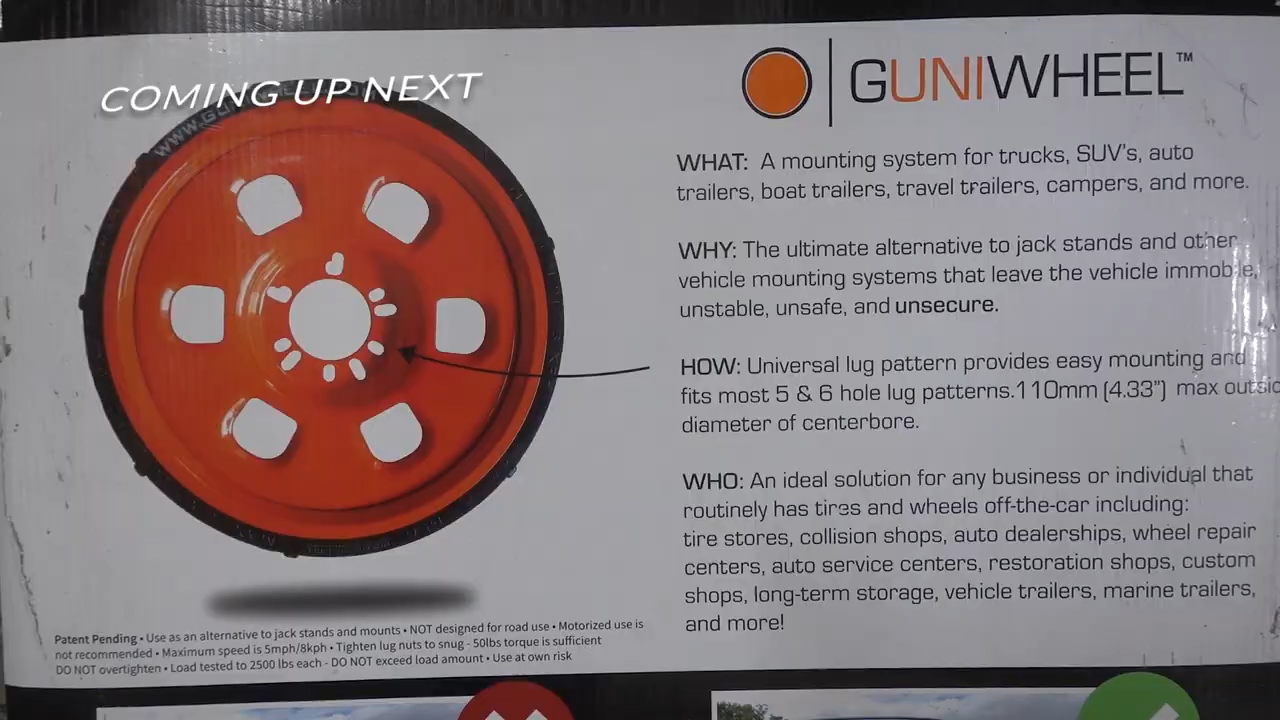 COMING UP NEXT
WWW.G
GUNIWHEEL™
WHAT: A mounting system for trucks, SUV's, auto
trailers, boat trailers, travel trailers, campers, and more.
WHY: The ultimate alternative to jack stands and other
vehicle mounting systems that leave the vehicle immobile,
unstable, unsafe, and unsecure.
HOW: Universal lug pattern provides easy mounting and
fits most 5 & 6 hole lug patterns.110mm (4.33") max outsid
diameter of centerbore.
WHO: An ideal solution for any business or individual that
routinely has tires and wheels off-the-car including:
tire stores, collision shops, auto dealerships, wheel repair
centers, auto service centers, restoration shops, custom
shops, long-term storage, vehicle trailers, marine trailers,
and more!
Patent Pending • Use as an alternative to jack stands and mounts • NOT designed for road use • Motorized use is
not recommended • Maximum speed is 5mph/8kph • Tighten lug nuts to snug - 50lbs torque is sufficient
DO NOT overtighten • Load tested to 2500 lbs each - DO NOT exceed load amount • Use at own risk